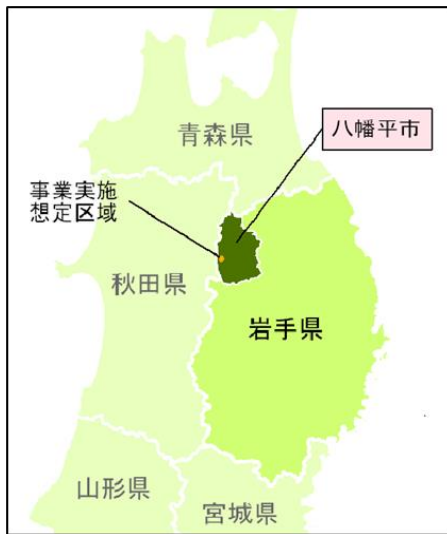 青森県
八幡平市
事業実施
想定区域
秋田県
岩手県
山形県
宮城県